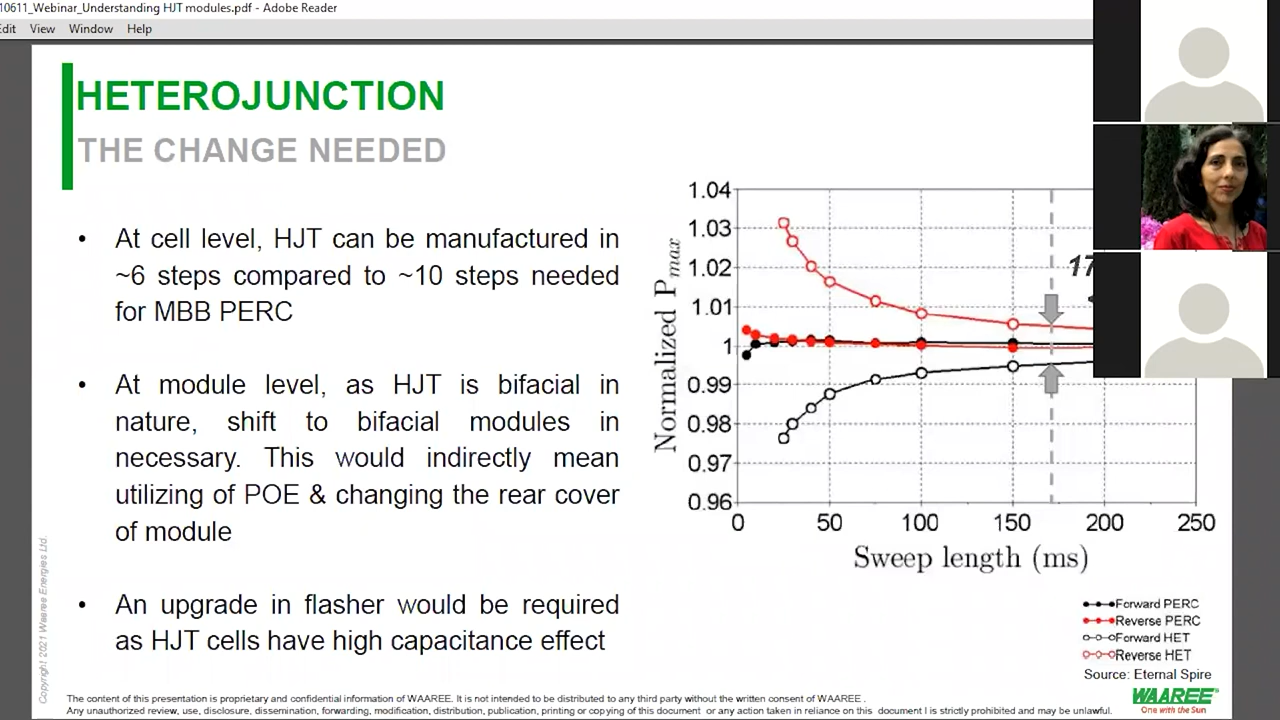 10611_Webinar_Understanding HJT modules.pdf - Adobe Reader
Edit View Window Help
HETEROJUNCTION
THE CHANGE NEEDED
• At cell level, HJT can be manufactured in
~6 steps compared to ~10 steps needed
for MBB PERC
• At module level, as HJT is bifacial in
nature, shift to bifacial modules in
necessary. This would indirectly mean
utilizing of POE & changing the rear cover
of module
• An upgrade in flasher would be required
as HJT cells have high capacitance effect
Normalized Pmax
1.04
1.03
1.02
1.01
1
0.99
0.98
0.97
0.96
17
0 50 100 150 200 250
Sweep length (ms)
Forward PERC
Reverse PERC
Forward HET
Reverse HET
Source: Eternal Spire
WAAREE
One with the Sun
Copyright 2021 Waaree Energies Ltd.
The content of this presentation is proprietary and confidential information of WAAREE. It is not intended to be distributed to any third party without the written consent of WAAREE .
Any unauthorized review, use, disclosure, dissemination, forwarding, modification, distribution, publication, printing or copying of this document or any action taken in reliance on this document I is strictly prohibited and may be unlawful.